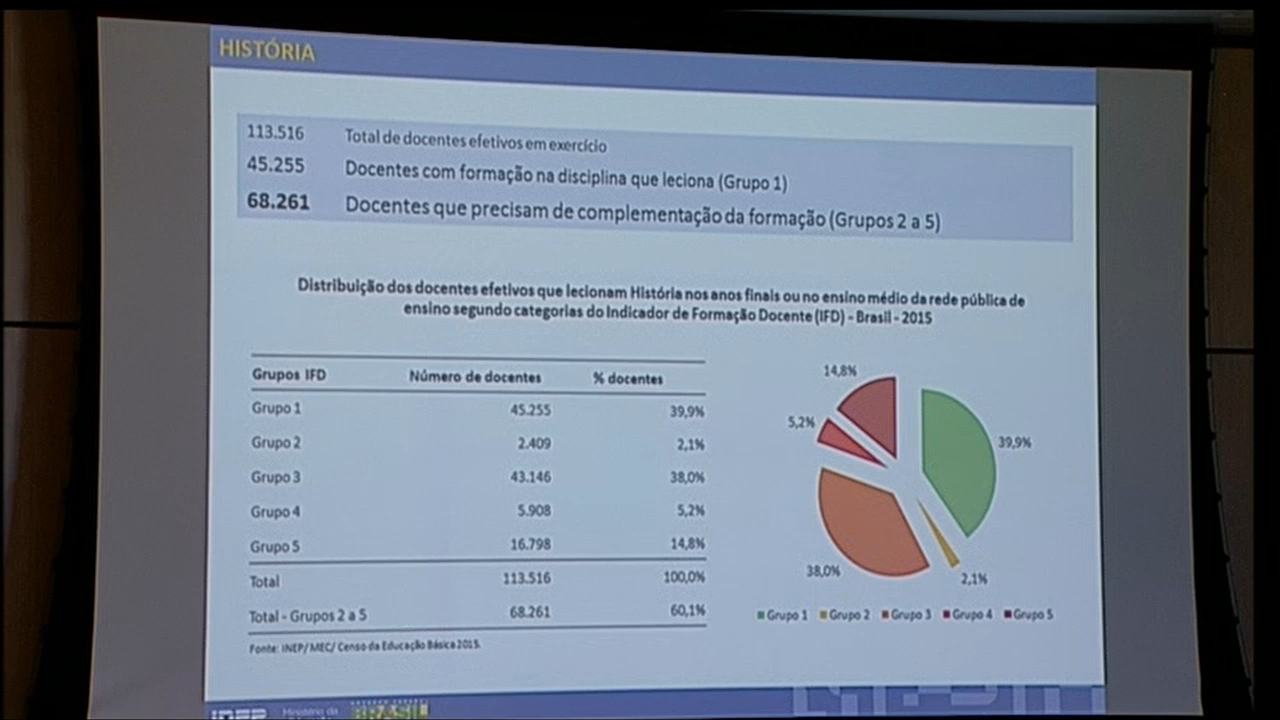 HISTÓRIA
113.516 Total de docentes efetivos em exercício
45.255 Docentes com formação na disciplina que leciona (Grupo 1)
68.261 Docentes que precisam de complementação da formação (Grupos 2 a 5)
Distribuição dos docentes efetivos que lecionam História nos anos finais ou no ensino médio da rede pública de
ensino segundo categorias do Indicador de Formação Docente (IFD) - Brasil - 2015
Grupos IFD Número de docentes % docentes
Grupo 1 45.255 39,9%
Grupo 2 2.409 2,1%
Grupo 3 43.146 38,0%
Grupo 4 5.908 5,2%
Grupo 5 16.798 14,8%
Total 113.516 100,0%
Total - Grupos 2 a 5 68.261 60,1%
Fonte: INEP/MEC/ Censo da Educação Básica 2015.
14,8%
5,2%
39,9%
38,0%
2,1%
Grupo 1 Grupo 2 Grupo 3 Grupo 4 Grupo 5
INEP Ministério da BRASIL